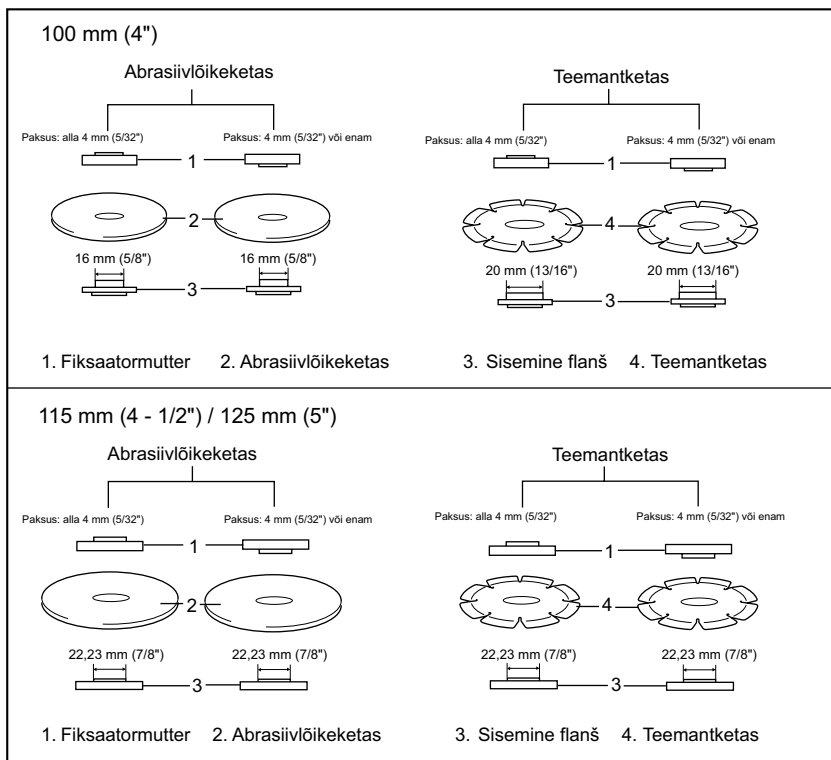 100 mm (4")
Abrasiivlõikeketas
Teemantketas
Paksus: alla 4 mm (5/32")
Paksus: 4 mm (5/32") või enam
Paksus: alla 4 mm (5/32")
Paksus: 4 mm (5/32") või enam
1
1
2
4
16 mm (5/8")
16 mm (5/8")
20 mm (13/16")
20 mm (13/16")
3
3
1. Fiksaatormutter
2. Abrasiivlõikeketas
3. Sisemine flanš
4. Teemantketas
115 mm (4 - 1/2") / 125 mm (5")
Abrasiivlõikeketas
Teemantketas
Paksus: alla 4 mm (5/32")
Paksus: 4 mm (5/32") või enam
Paksus: alla 4 mm (5/32")
Paksus: 4 mm (5/32") või enam
1
1
2
4
22,23 mm (7/8")
22,23 mm (7/8")
22,23 mm (7/8")
22,23 mm (7/8")
3
3
1. Fiksaatormutter
2. Abrasiivlõikeketas
3. Sisemine flanš
4. Teemantketas